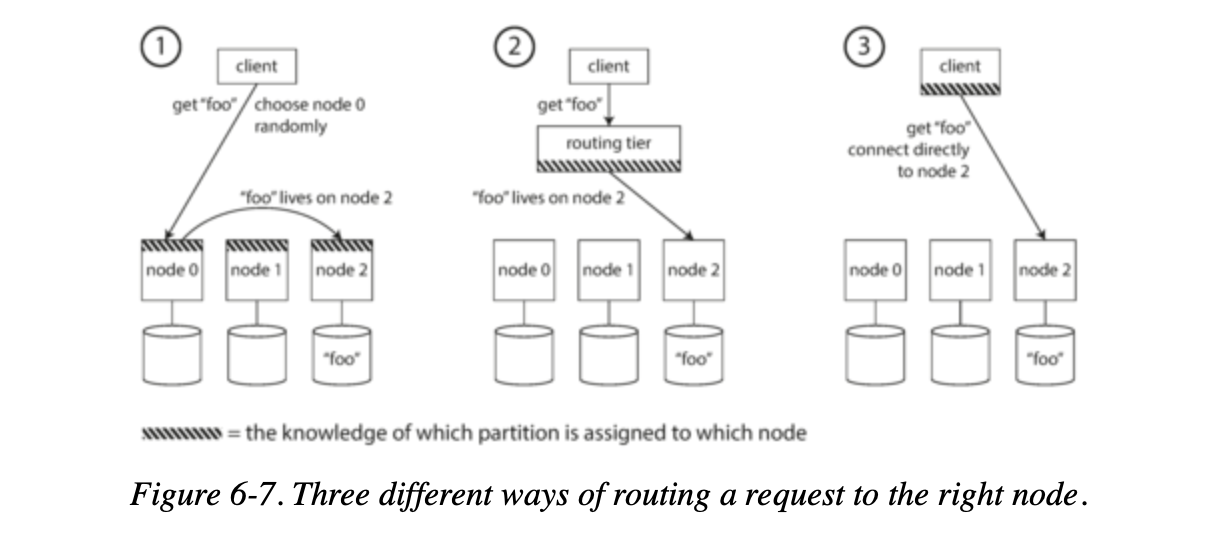 1
client
get “foo”
choose node 0
randomly
“foo” lives on node 2
node 0
node 1
node 2
“foo”
2
client
get “foo”
routing tier
“foo” lives on node 2
node 0
node 1
node 2
“foo”
3
client
get “foo”
connect directly
to node 2
node 0
node 1
node 2
“foo”
= the knowledge of which partition is assigned to which node
Figure 6-7. Three different ways of routing a request to the right node.